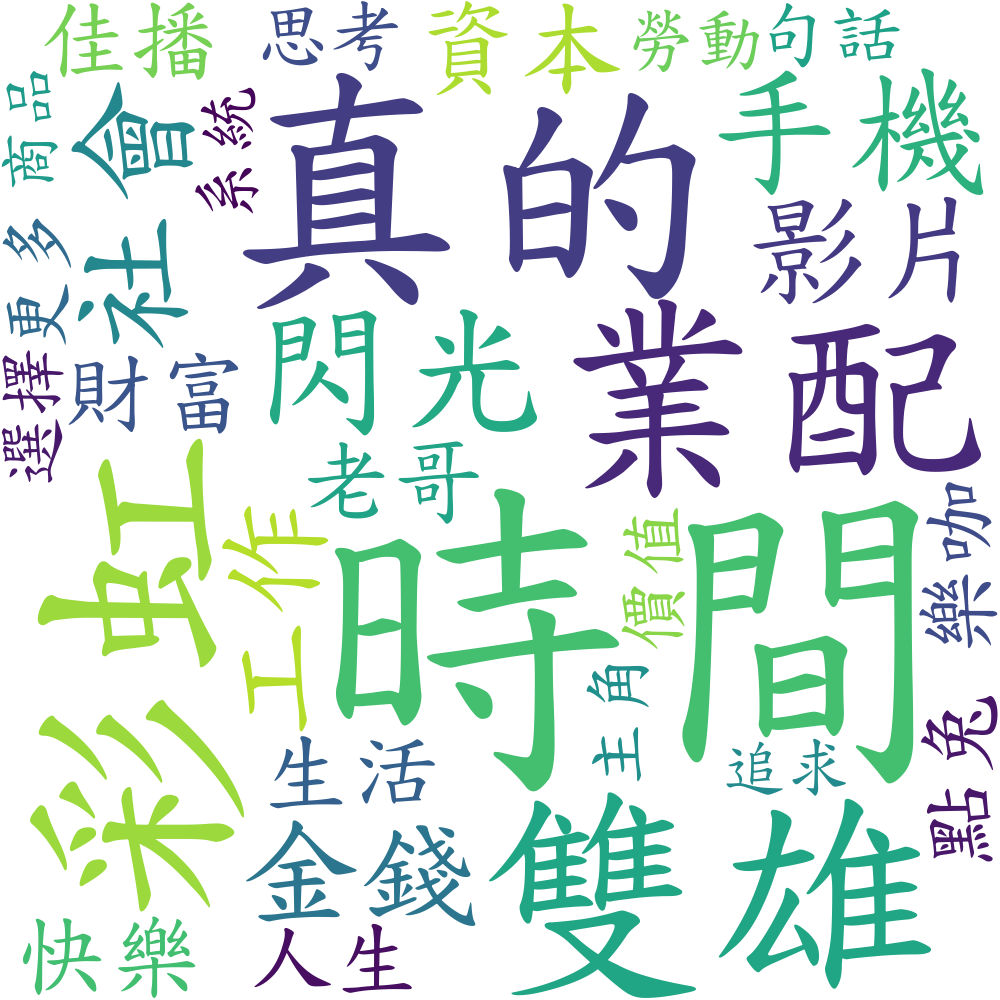 佳播
思考
資本
勞動
句話
商品
社會
系統
真的
手機
更多
影片
選擇
財富
閃光
業配
老哥
彩虹
工作
時間
價值
樂咖
主角
點兔
生活
追求
金錢
雙雄
快樂
人生